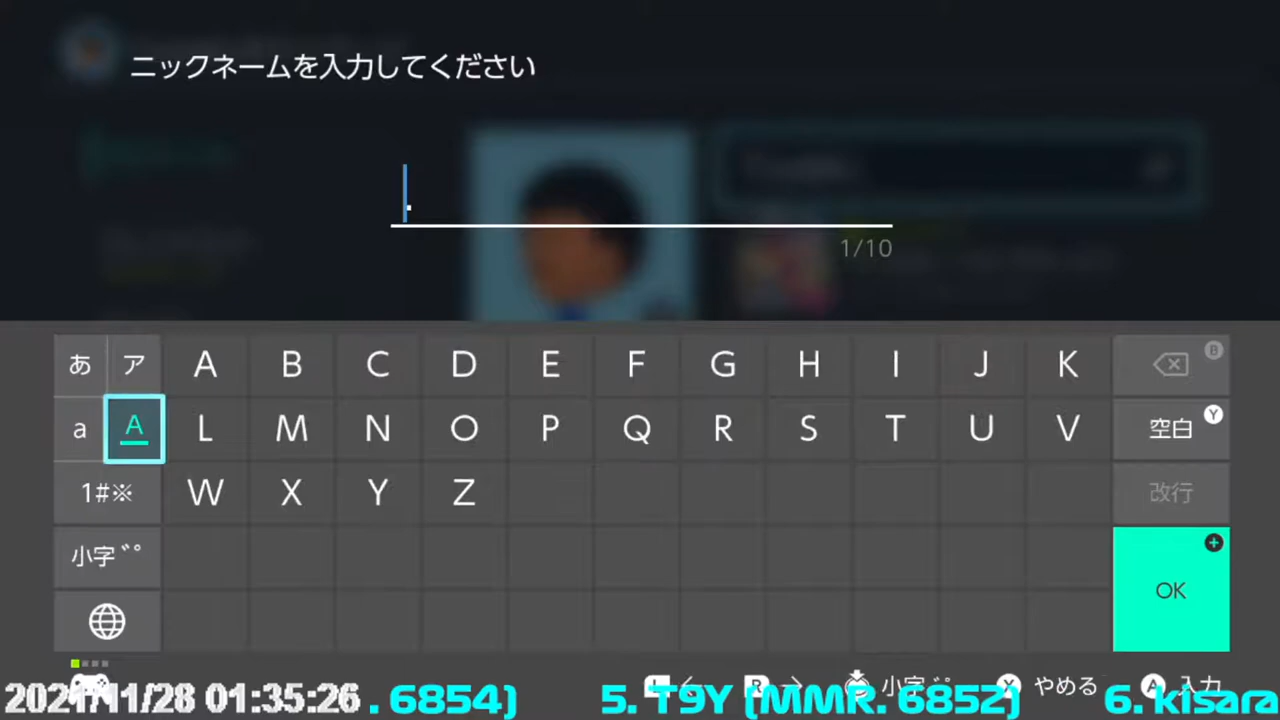 ニックネームを入力してください
.
1/10
あ ア A B C D E F G H I J K B
a A L M N O P Q R S T U V 空白 Y
1#※ W X Y Z 改行
小字゛゜ +
OK
L ← R → 小字゛゜ X やめる A 入力
2021/11/28 01:35:26 . 6854) 5. T9Y (MMR. 6852) 6. kisara